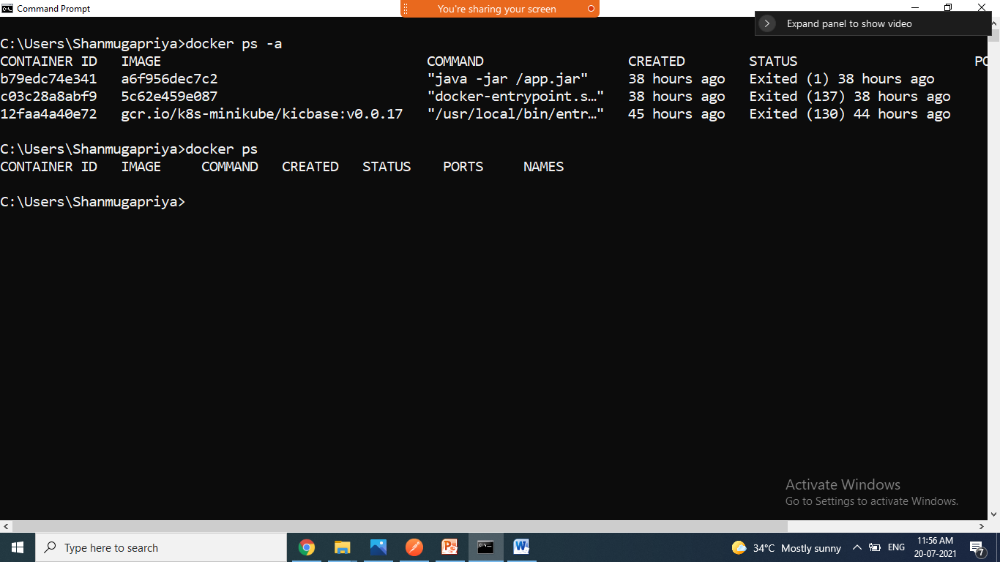 Command Prompt
You're sharing your screen
Expand panel to show video
C:\Users\Shanmugapriya>docker ps -a
CONTAINER ID IMAGE COMMAND CREATED STATUS PO
b79edc74e341 a6f956dec7c2 "java -jar /app.jar" 38 hours ago Exited (1) 38 hours ago
c03c28a8abf9 5c62e459e087 "docker-entrypoint.s…" 38 hours ago Exited (137) 38 hours ago
12faa4a40e72 gcr.io/k8s-minikube/kicbase:v0.0.17 "/usr/local/bin/entr…" 45 hours ago Exited (130) 44 hours ago
C:\Users\Shanmugapriya>docker ps
CONTAINER ID IMAGE COMMAND CREATED STATUS PORTS NAMES
C:\Users\Shanmugapriya>
Activate Windows
Go to Settings to activate Windows.
Type here to search
34°C Mostly sunny
ENG
11:56 AM
20-07-2021
7